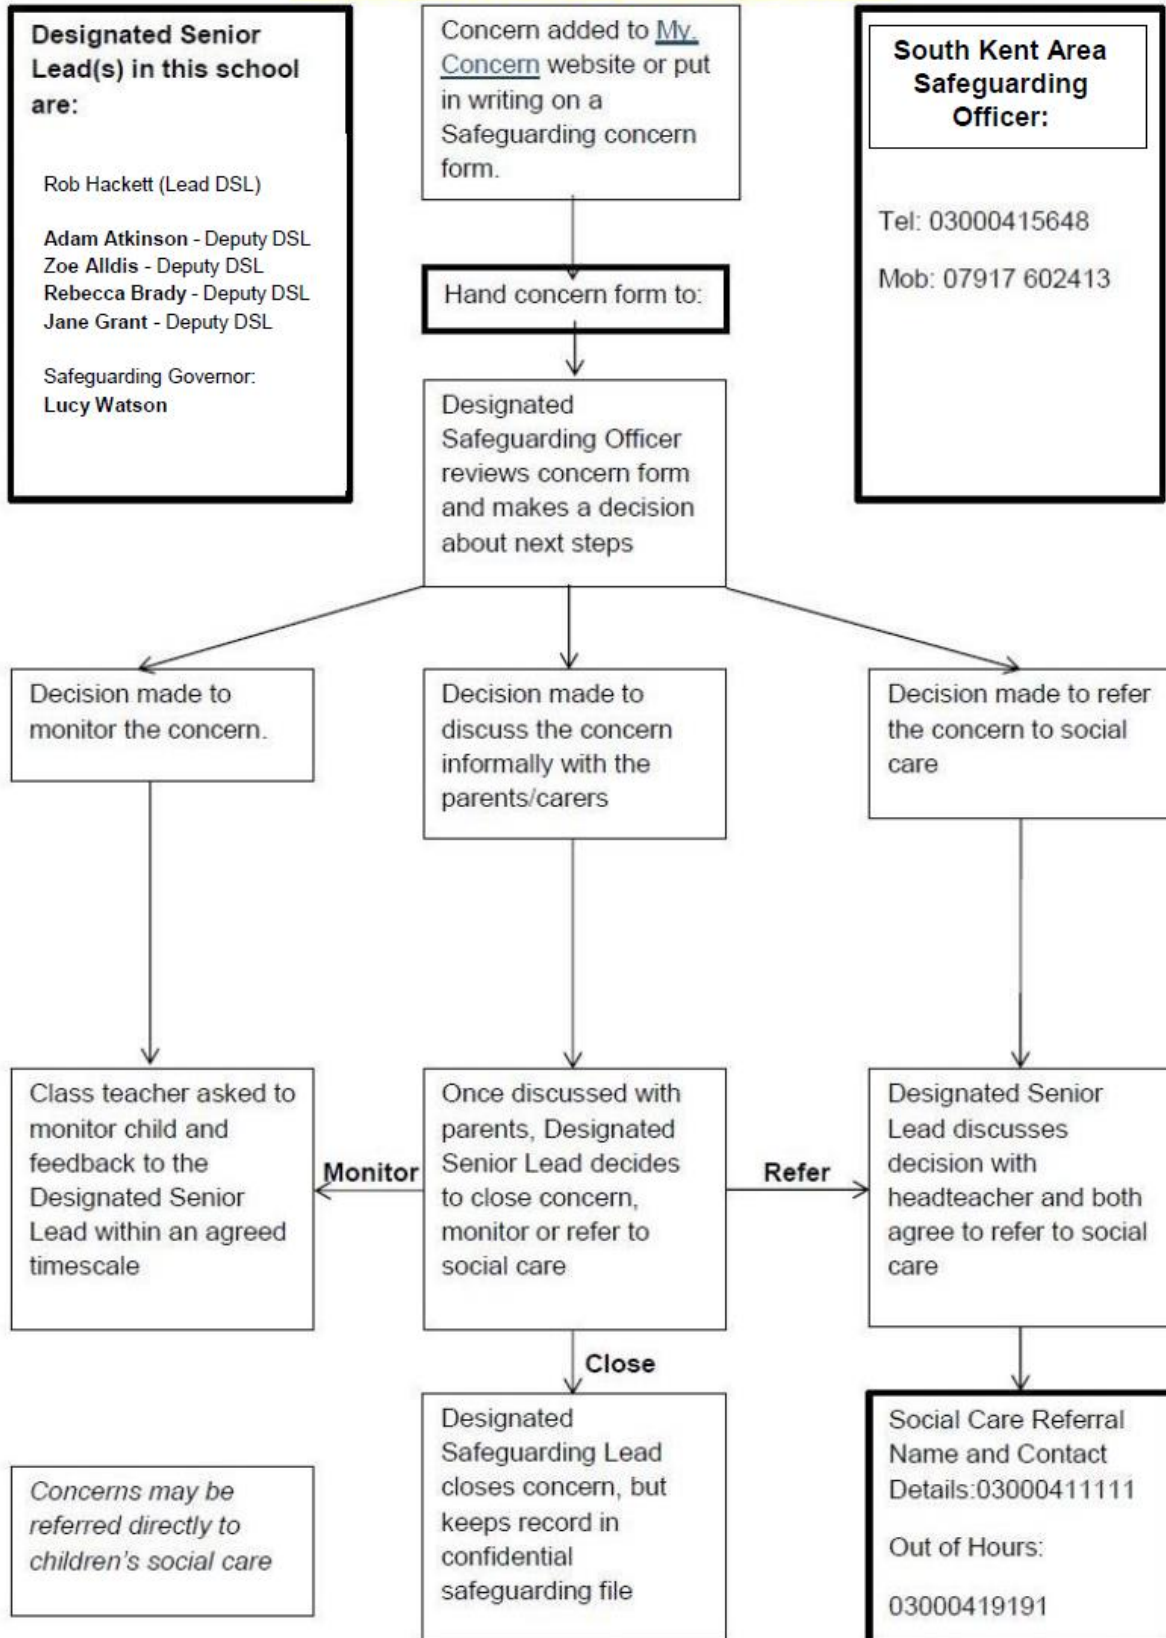 Designated Senior
Lead(s) in this school
are:
Rob Hackett (Lead DSL)
Adam Atkinson - Deputy DSL
Zoe Alldis - Deputy DSL
Rebecca Brady - Deputy DSL
Jane Grant - Deputy DSL
Safeguarding Governor:
Lucy Watson
Concern added to My
Concern website or put
in writing on a
Safeguarding concern
form.
South Kent Area
Safeguarding
Officer:
Tel: 03000415648
Mob: 07917 602413
Hand concern form to:
Designated
Safeguarding Officer
reviews concern form
and makes a decision
about next steps
Decision made to
monitor the concern.
Decision made to
discuss the concern
informally with the
parents/carers
Decision made to refer
the concern to social
care
Class teacher asked to
monitor child and
feedback to the
Designated Senior
Lead within an agreed
timescale
Monitor
Once discussed with
parents, Designated
Senior Lead decides
to close concern,
monitor or refer to
social care
Refer
Designated Senior
Lead discusses
decision with
headteacher and both
agree to refer to social
care
Close
Concerns may be
referred directly to
children's social care
Designated
Safeguarding Lead
closes concern, but
keeps record in
confidential
safeguarding file
Social Care Referral
Name and Contact
Details:03000411111
Out of Hours:
03000419191